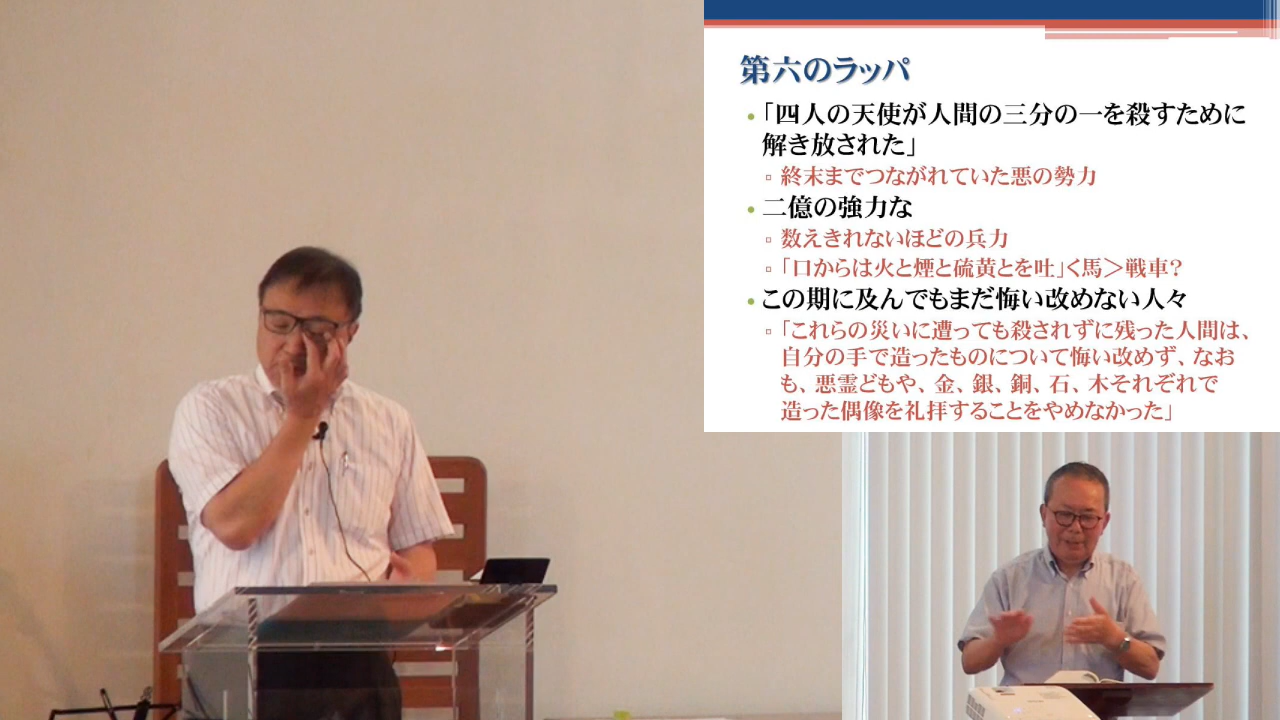 第六のラッパ
・「四人の天使が人間の三分の一を殺すために
解き放された」
▫ 終末までつながれていた悪の勢力
・二億の強力な
▫ 数えきれないほどの兵力
▫ 「口からは火と煙と硫黄とを吐」く馬＞戦車?
・この期に及んでもまだ悔い改めない人々
▫ 「これらの災いに遭っても殺されずに残った人間は、
自分の手で造ったものについて悔い改めず、なお
も、悪霊どもや、金、銀、銅、石、木それぞれで
造った偶像を礼拝することをやめなかった」